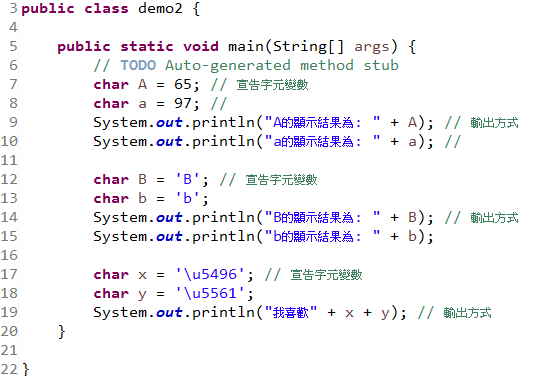 3 public class demo2 {
4
5     public static void main(String[] args) {
6         // TODO Auto-generated method stub
7         char A = 65; // 宣告字元變數
8         char a = 97; //
9         System.out.println("A的顯示結果為: " + A); // 輸出方式
10         System.out.println("a的顯示結果為: " + a); //
11
12         char B = 'B'; // 宣告字元變數
13         char b = 'b';
14         System.out.println("B的顯示結果為: " + B); // 輸出方式
15         System.out.println("b的顯示結果為: " + b);
16
17         char x = '\u5496'; // 宣告字元變數
18         char y = '\u5561';
19         System.out.println("我喜歡" + x + y); // 輸出方式
20     }
21
22 }